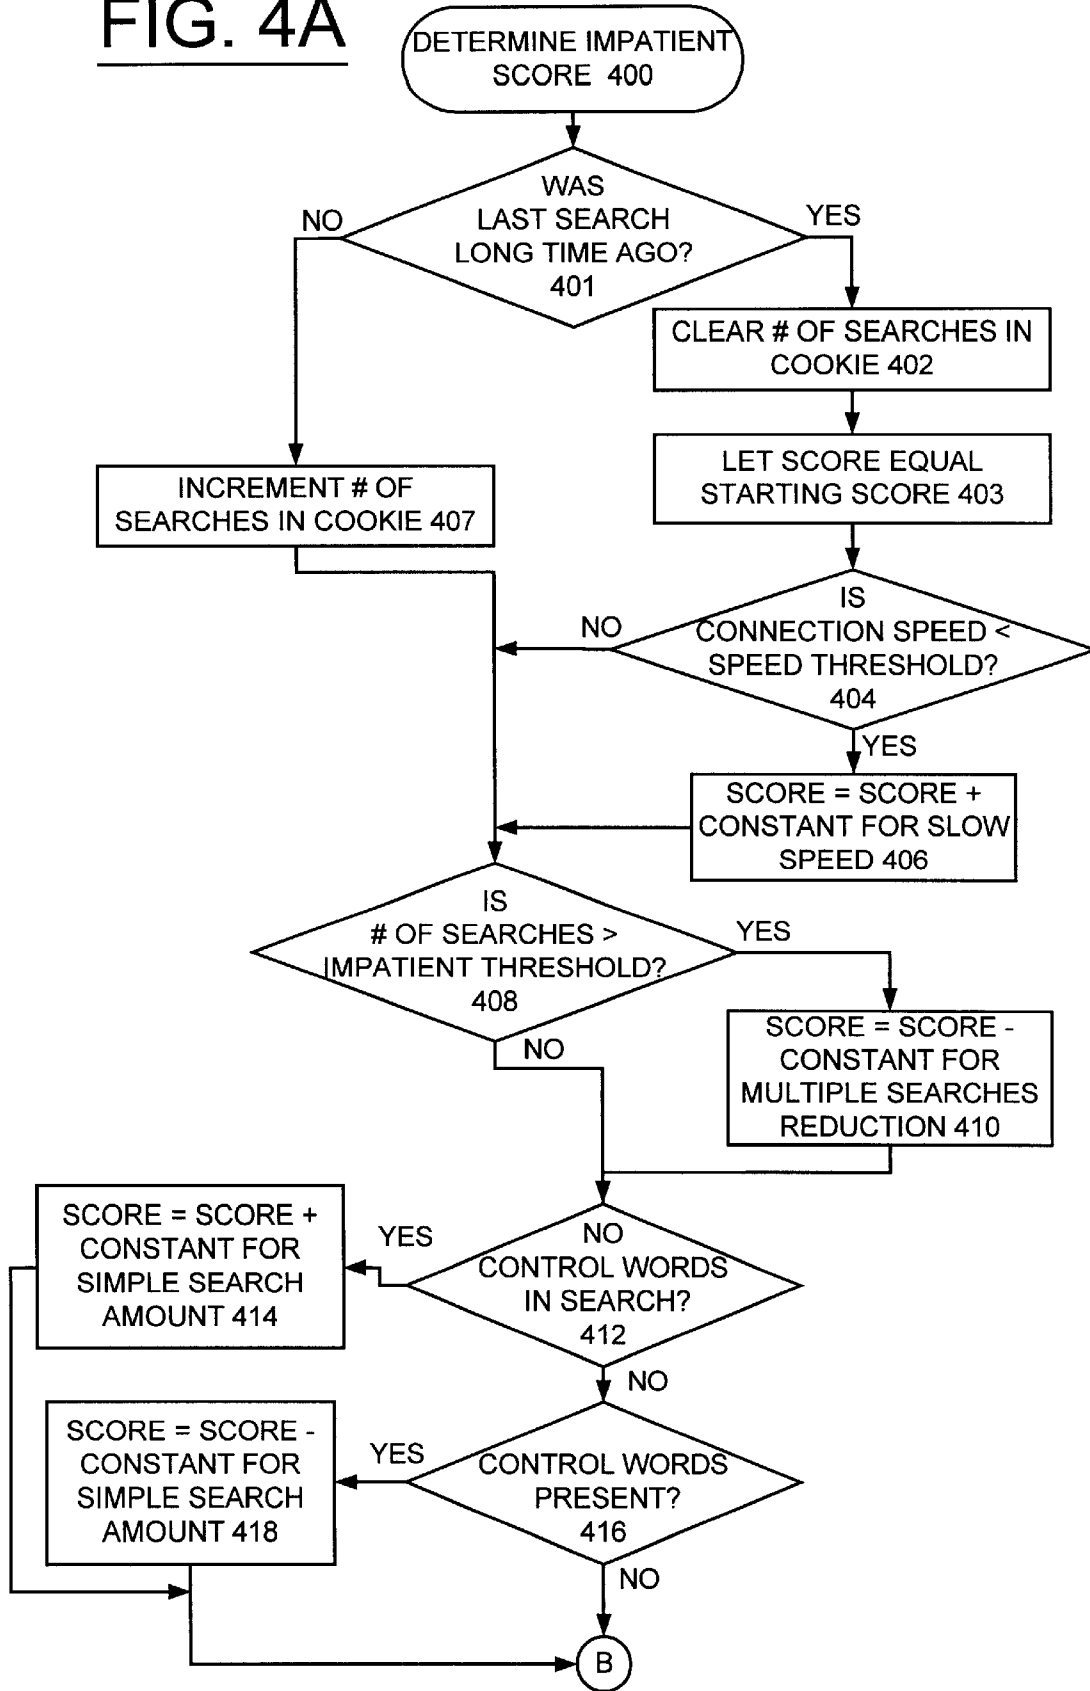 FIG. 4A
DETERMINE IMPATIENT
SCORE 400
WAS
LAST SEARCH
LONG TIME AGO?
401
NO
YES
CLEAR # OF SEARCHES IN
COOKIE 402
LET SCORE EQUAL
STARTING SCORE 403
INCREMENT # OF
SEARCHES IN COOKIE 407
IS
CONNECTION SPEED <
SPEED THRESHOLD?
404
NO
YES
SCORE = SCORE +
CONSTANT FOR SLOW
SPEED 406
IS
# OF SEARCHES >
IMPATIENT THRESHOLD?
408
YES
NO
SCORE = SCORE -
CONSTANT FOR
MULTIPLE SEARCHES
REDUCTION 410
NO
CONTROL WORDS
IN SEARCH?
412
YES
SCORE = SCORE +
CONSTANT FOR
SIMPLE SEARCH
AMOUNT 414
NO
CONTROL WORDS
PRESENT?
416
YES
SCORE = SCORE -
CONSTANT FOR
SIMPLE SEARCH
AMOUNT 418
NO
B